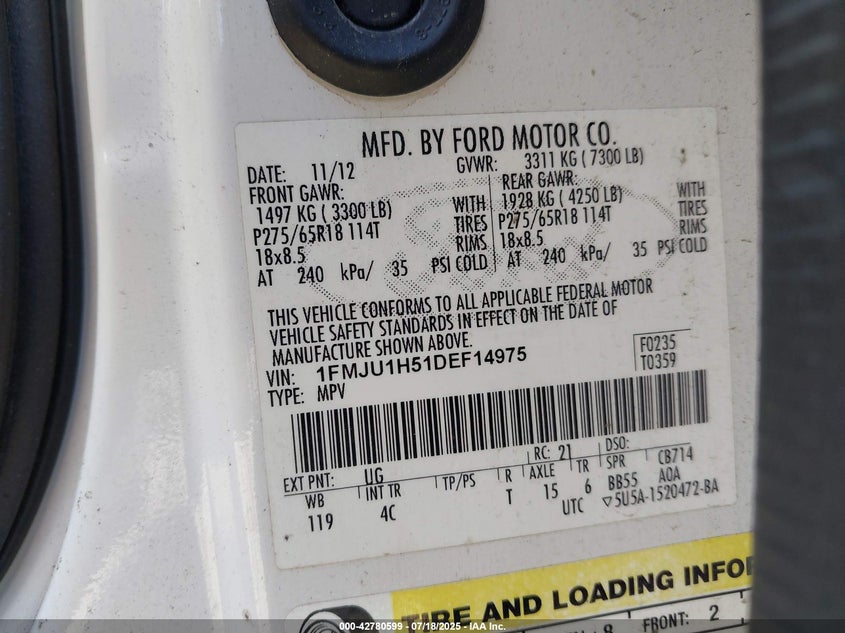 MFD. BY FORD MOTOR CO.
DATE: 11/12 GVWR: 3311 KG ( 7300 LB)
FRONT GAWR: REAR GAWR:
1497 KG ( 3300 LB) WITH 1928 KG ( 4250 LB) WITH
P275/65R18 114T TIRES P275/65R18 114T TIRES
18x8.5 RIMS 18x8.5 RIMS
AT 240 kPa/ 35 PSI COLD AT 240 kPa/ 35 PSI COLD
THIS VEHICLE CONFORMS TO ALL APPLICABLE FEDERAL MOTOR
VEHICLE SAFETY STANDARDS IN EFFECT ON THE DATE OF
MANUFACTURE SHOWN ABOVE.
VIN: 1FMJU1H51DEF14975 F0235
TYPE: MPV T0359
EXT PNT: UG RC: 21 DSO:
WB INT TR TP/PS R AXLE TR SPR CB714
119 4C T 15 6 BB55 A0A
UTC ▽5U5A-1520472-BA
TIRE AND LOADING INFOR
8 FRONT: 2
000-42780599 - 07/18/2025 - IAA Inc.